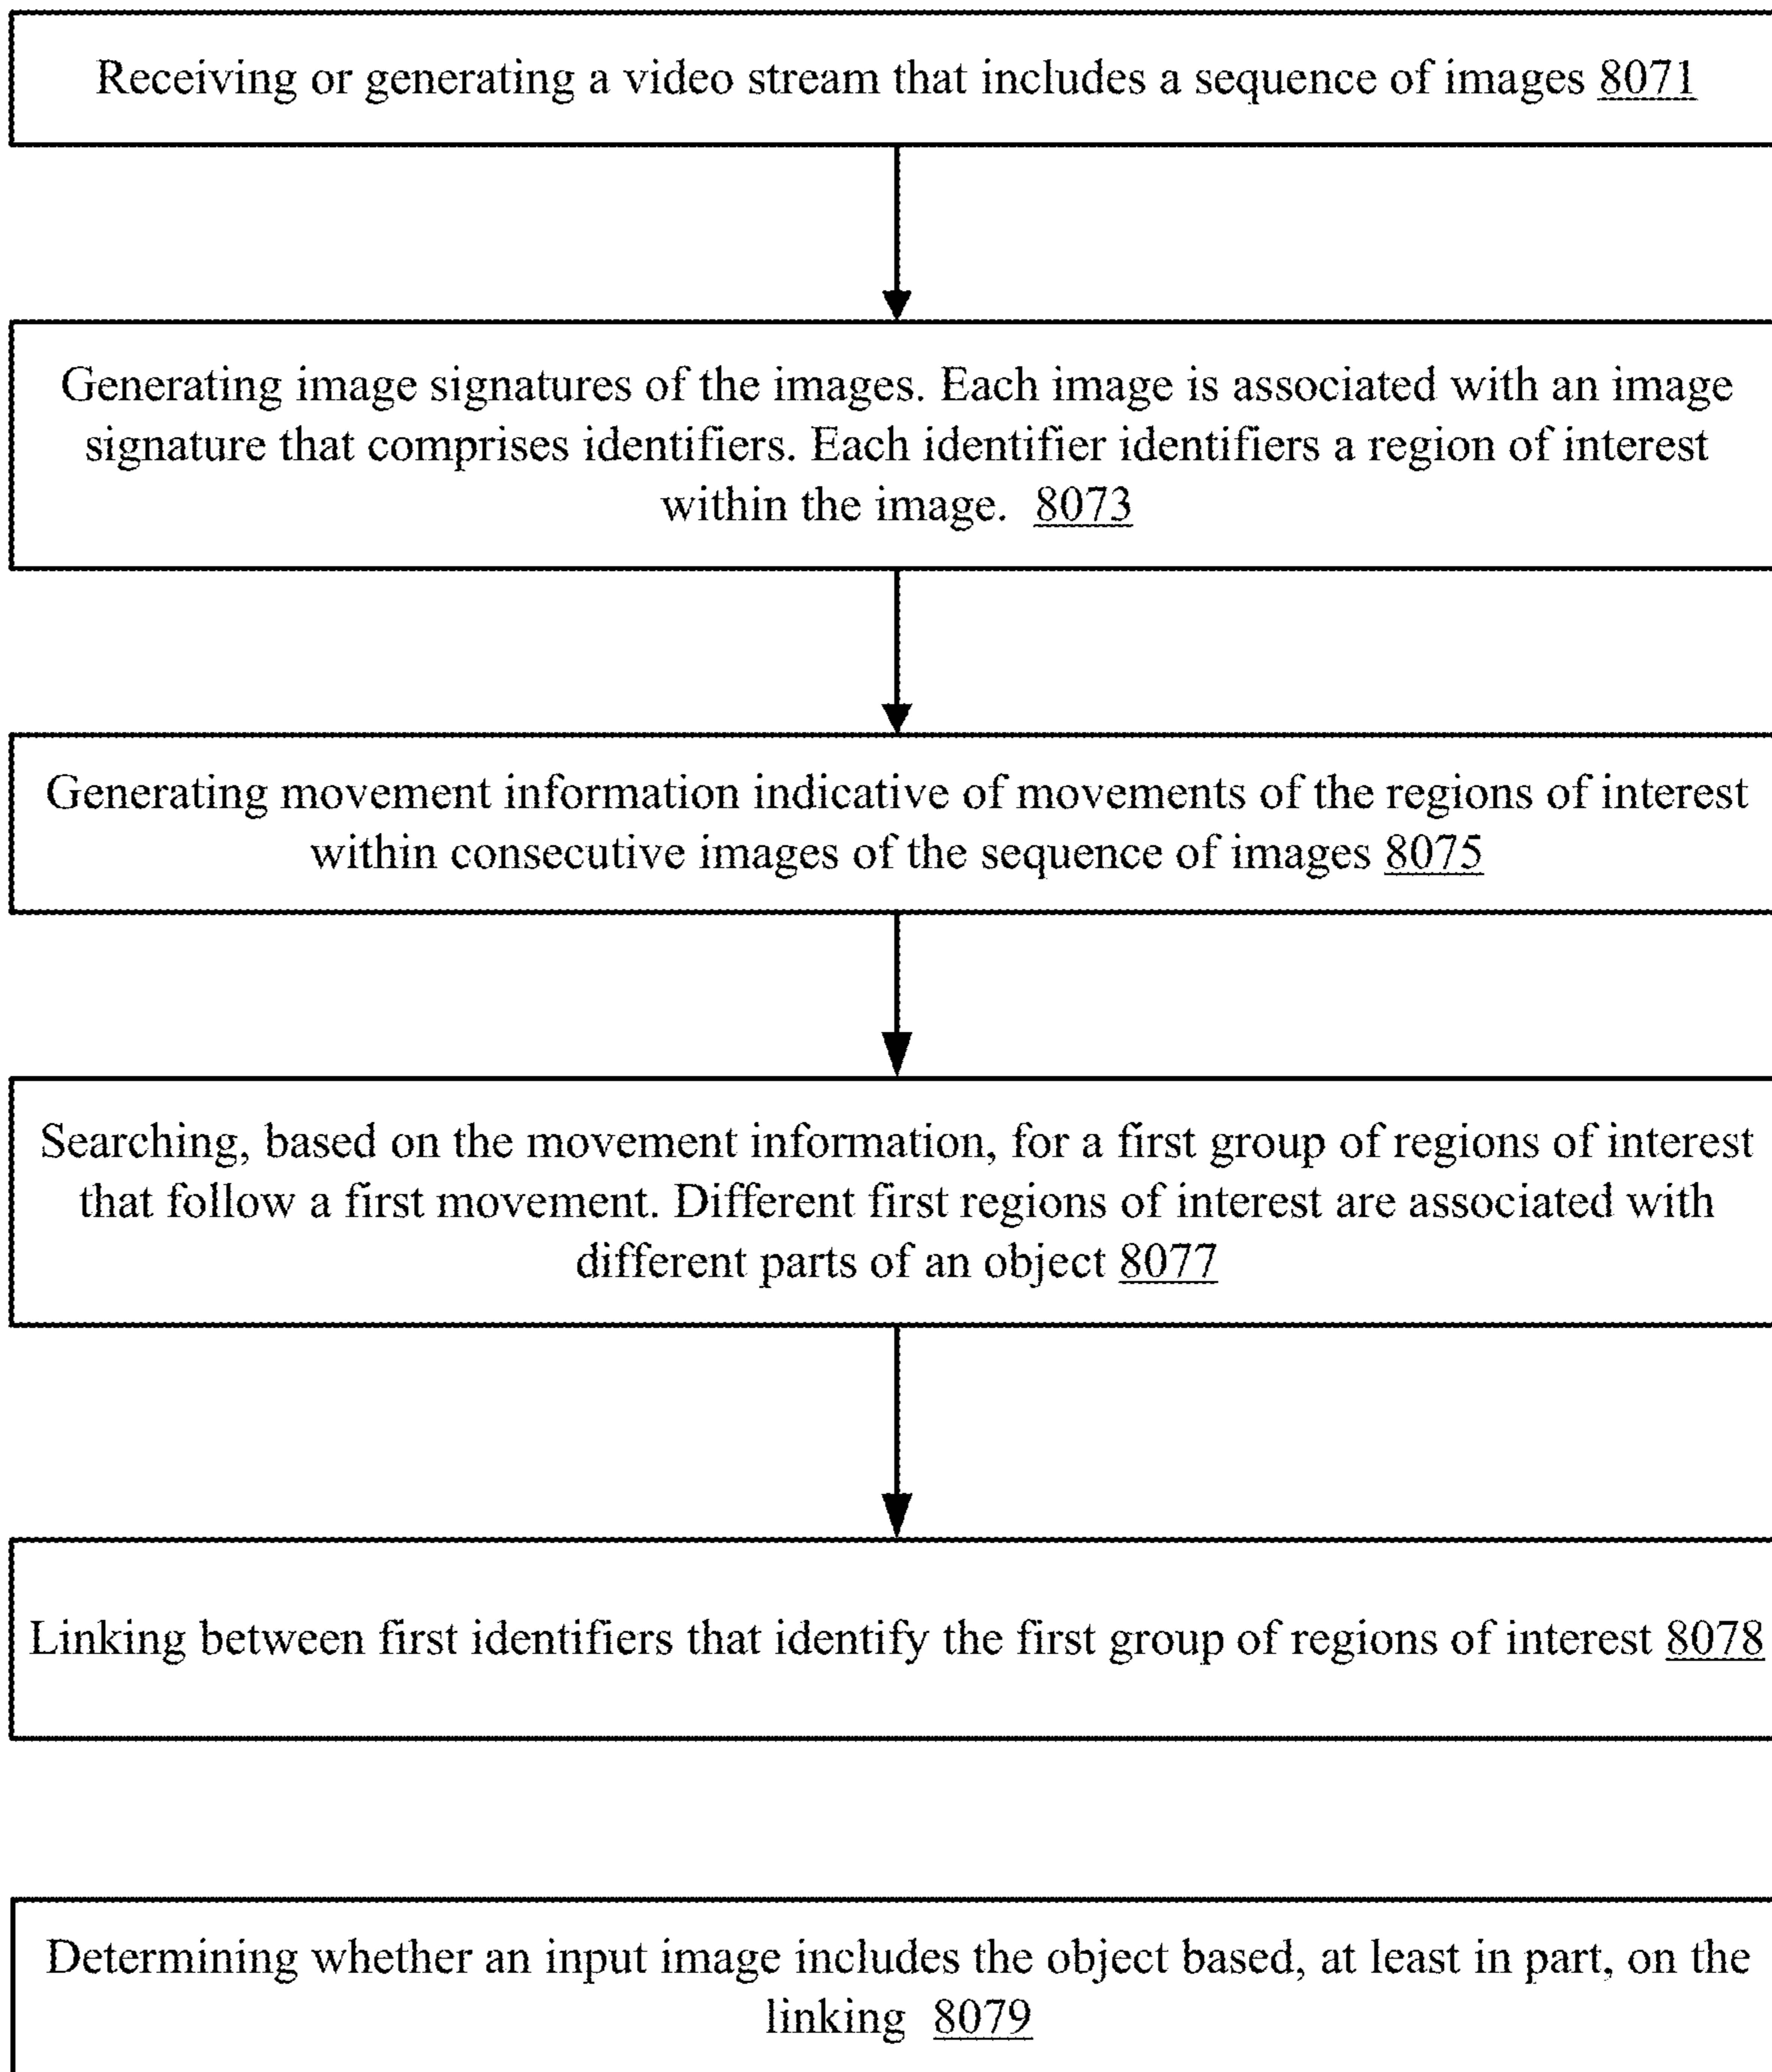 Receiving or generating a video stream that includes a sequence of images 8071
Generating image signatures of the images. Each image is associated with an image
signature that comprises identifiers. Each identifier identifiers a region of interest
within the image. 8073
Generating movement information indicative of movements of the regions of interest
within consecutive images of the sequence of images 8075
Searching, based on the movement information, for a first group of regions of interest
that follow a first movement. Different first regions of interest are associated with
different parts of an object 8077
Linking between first identifiers that identify the first group of regions of interest 8078
Determining whether an input image includes the object based, at least in part, on the
linking 8079